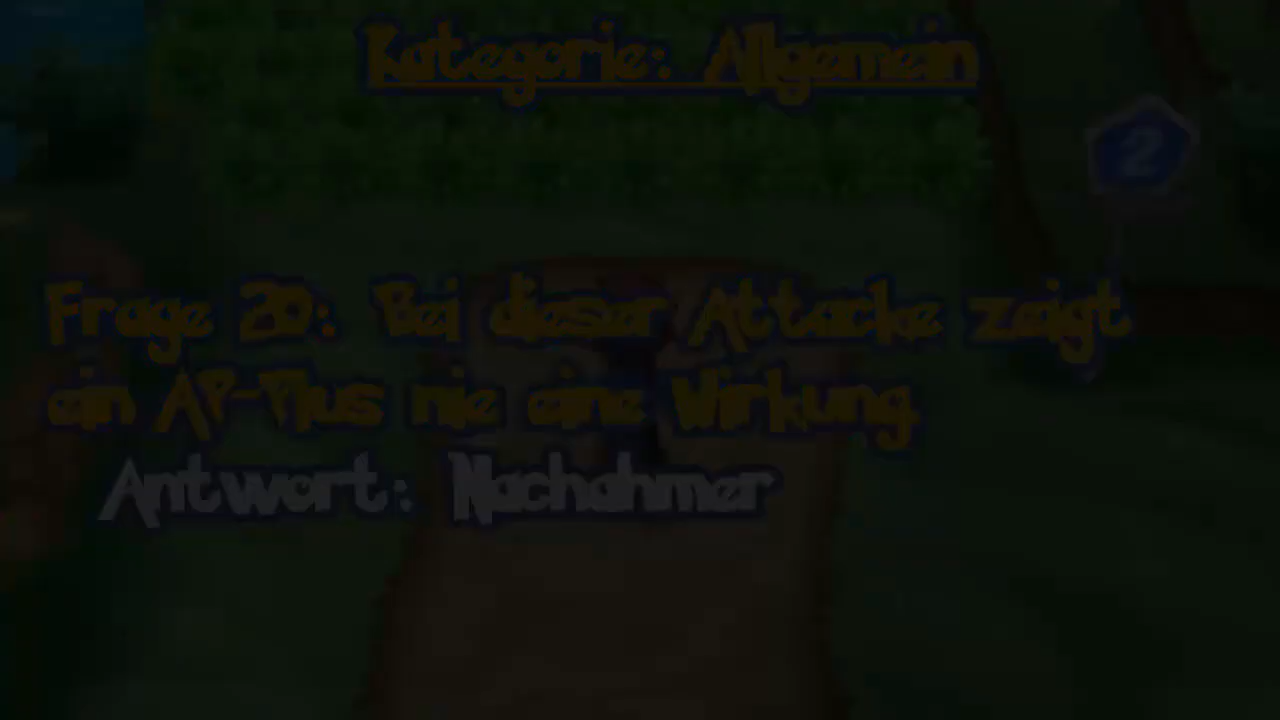 Kategorie: Allgemein
2
Frage 20: Bei dieser Attacke zeigt
ein AP-Plus nie eine Wirkung
Antwort: Nachahmer